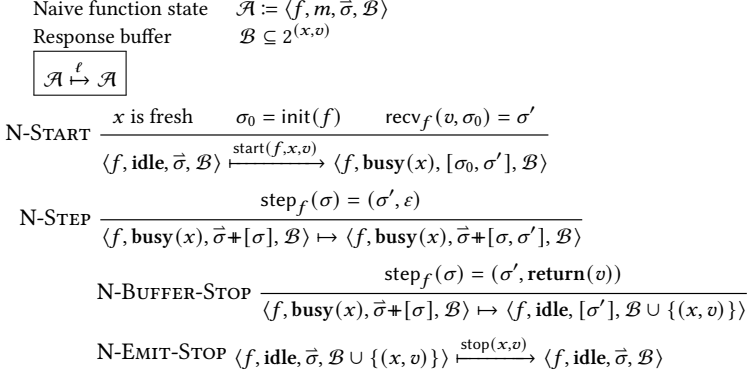 Naive function state 𝒜 ≔ ⟨f, m, σ⃗, ℬ⟩
Response buffer ℬ ⊆ 2^(x,v)
𝒜 ↦^ℓ 𝒜
x is fresh σ₀ = init(f) recv_f(v, σ₀) = σ′
N-Start ⟨f, idle, σ⃗, ℬ⟩ ↦^start(f,x,v) ⟨f, busy(x), [σ₀, σ′], ℬ⟩
step_f(σ) = (σ′, ε)
N-Step ⟨f, busy(x), σ⃗⧺[σ], ℬ⟩ ↦ ⟨f, busy(x), σ⃗⧺[σ, σ′], ℬ⟩
step_f(σ) = (σ′, return(v))
N-Buffer-Stop ⟨f, busy(x), σ⃗⧺[σ], ℬ⟩ ↦ ⟨f, idle, [σ′], ℬ ∪ {(x, v)}⟩
N-Emit-Stop ⟨f, idle, σ⃗, ℬ ∪ {(x, v)}⟩ ↦^stop(x,v) ⟨f, idle, σ⃗, ℬ⟩